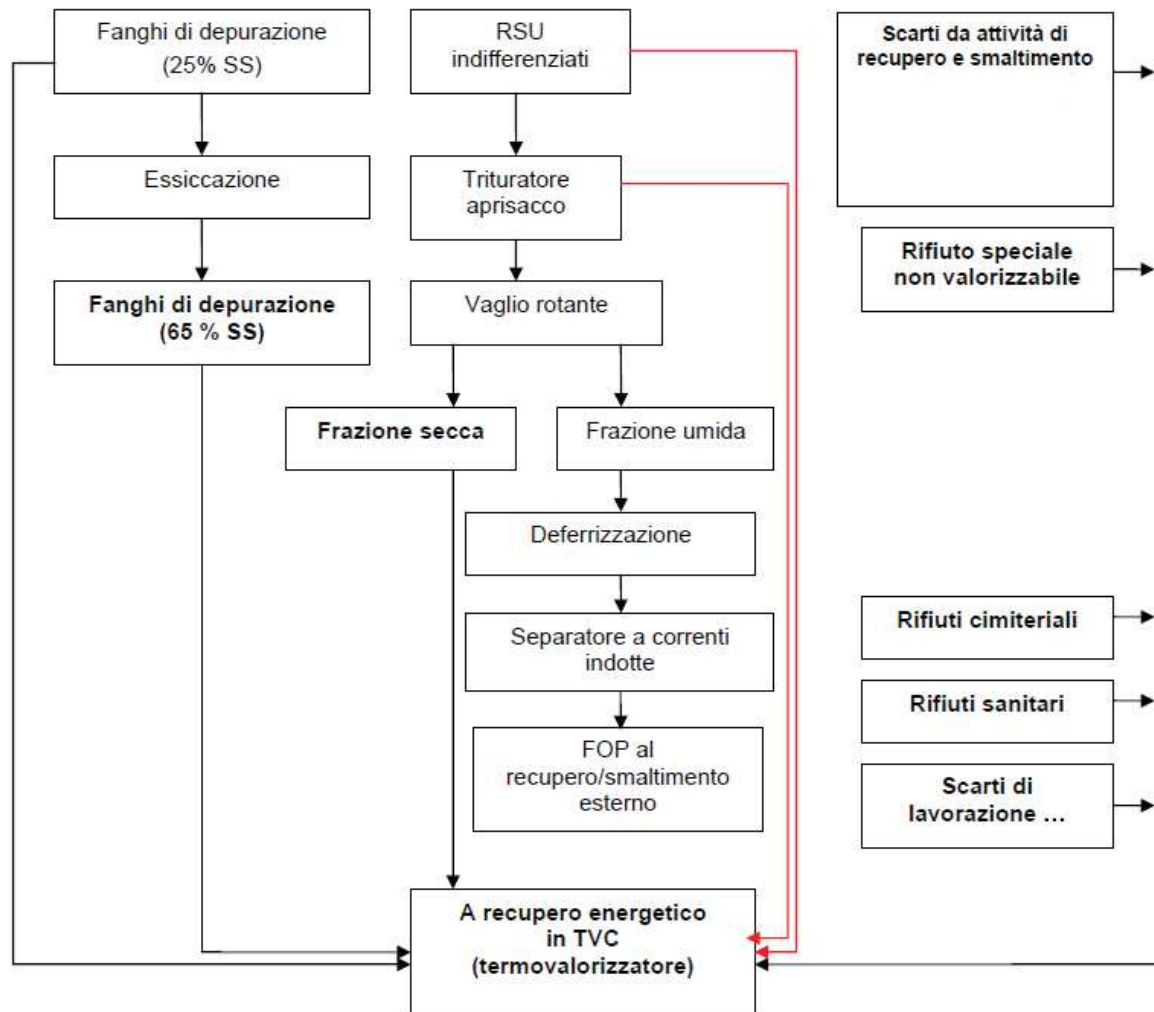 Fanghi di depurazione
(25% SS)
RSU
indifferenziati
Scarti da attività di
recupero e smaltimento
Essiccazione
Trituratore
aprisacco
Rifiuto speciale
non valorizzabile
Fanghi di depurazione
(65 % SS)
Vaglio rotante
Frazione secca
Frazione umida
Deferrizzazione
Separatore a correnti
indotte
Rifiuti cimiteriali
Rifiuti sanitari
FOP al
recupero/smaltimento
esterno
Scarti di
lavorazione …
A recupero energetico
in TVC
(termovalorizzatore)